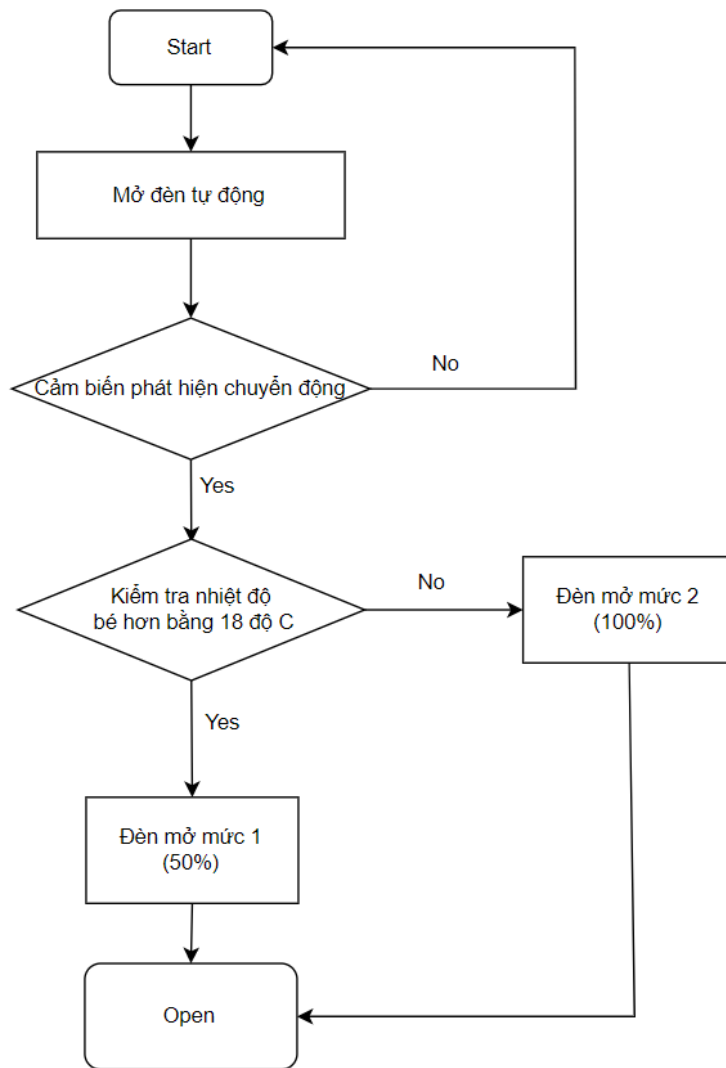 Start
Mở đèn tự động
Cảm biến phát hiện chuyển động
No
Yes
Kiểm tra nhiệt độ
bé hơn bằng 18 độ C
No
Đèn mở mức 2
(100%)
Yes
Đèn mở mức 1
(50%)
Open